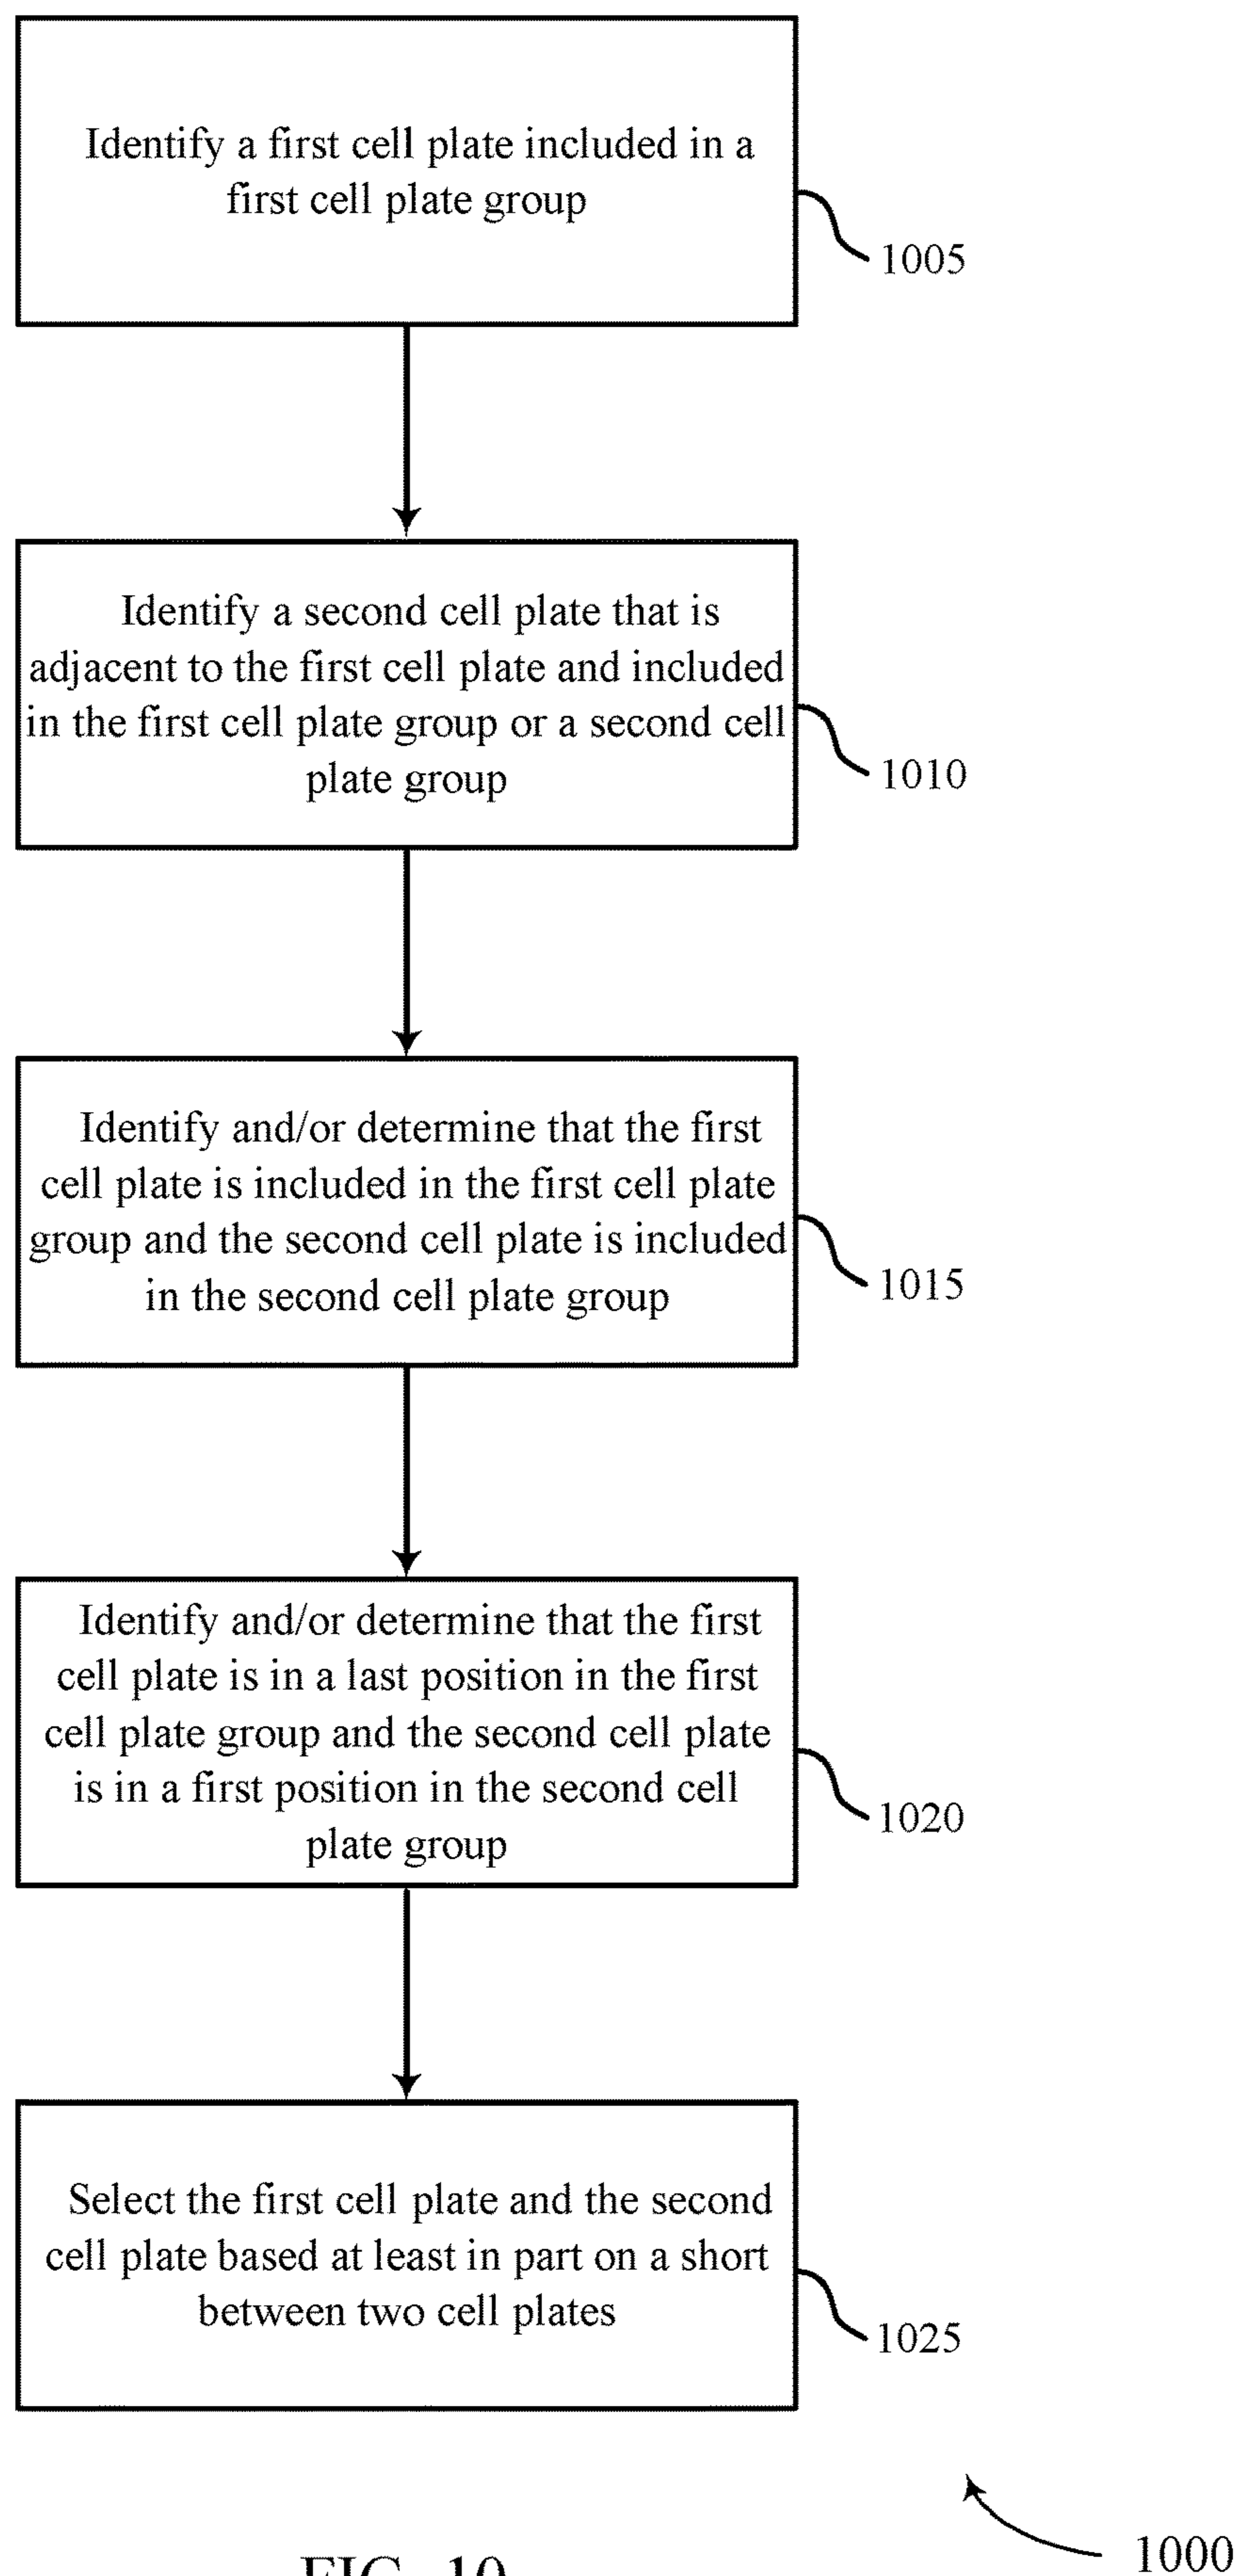 Identify a first cell plate included in a
first cell plate group
1005
Identify a second cell plate that is
adjacent to the first cell plate and included
in the first cell plate group or a second cell
plate group
1010
Identify and/or determine that the first
cell plate is included in the first cell plate
group and the second cell plate is included
in the second cell plate group
1015
Identify and/or determine that the first
cell plate is in a last position in the first
cell plate group and the second cell plate
is in a first position in the second cell
plate group
1020
Select the first cell plate and the second
cell plate based at least in part on a short
between two cell plates
1025
1000
FIG. 10